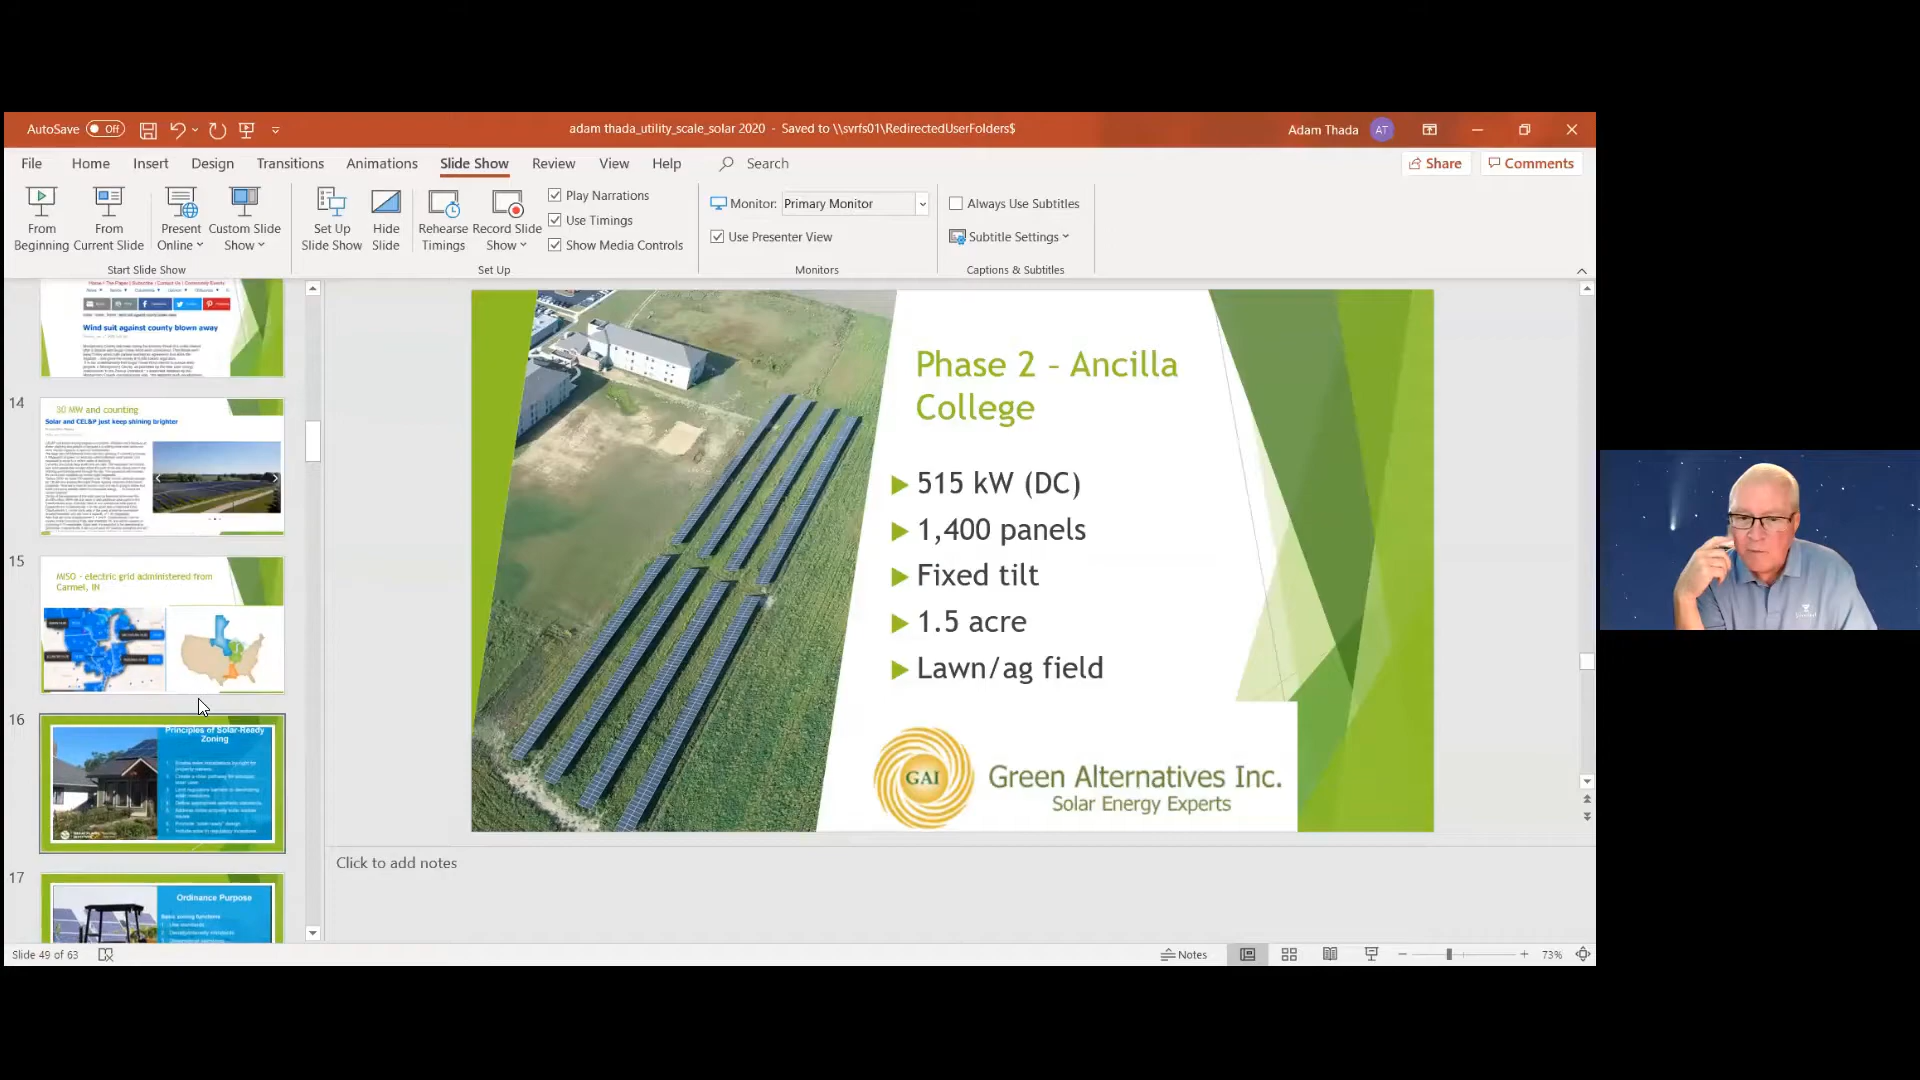 AutoSave Off
adam thada_utility_scale_solar 2020 - Saved to \\svrfs01\RedirectedUserFolders$
Adam Thada AT
File Home Insert Design Transitions Animations Slide Show Review View Help Search
Share Comments
From Beginning
From Current Slide
Present Online
Custom Slide Show
Set Up Slide Show
Hide Slide
Rehearse Timings
Record Slide Show
Play Narrations
Use Timings
Show Media Controls
Monitor: Primary Monitor
Use Presenter View
Always Use Subtitles
Subtitle Settings
Start Slide Show
Set Up
Monitors
Captions & Subtitles
Wind suit against county blown away
14
30 MW and counting
Solar and CEL&P just keep shining brighter
15
MISO - electric grid administered from
Carmel, IN
16
Principles of Solar-Ready
Zoning
17
Ordinance Purpose
Phase 2 – Ancilla
College
515 kW (DC)
1,400 panels
Fixed tilt
1.5 acre
Lawn/ag field
GAI
Green Alternatives Inc.
Solar Energy Experts
Click to add notes
Slide 49 of 63
Notes
73%